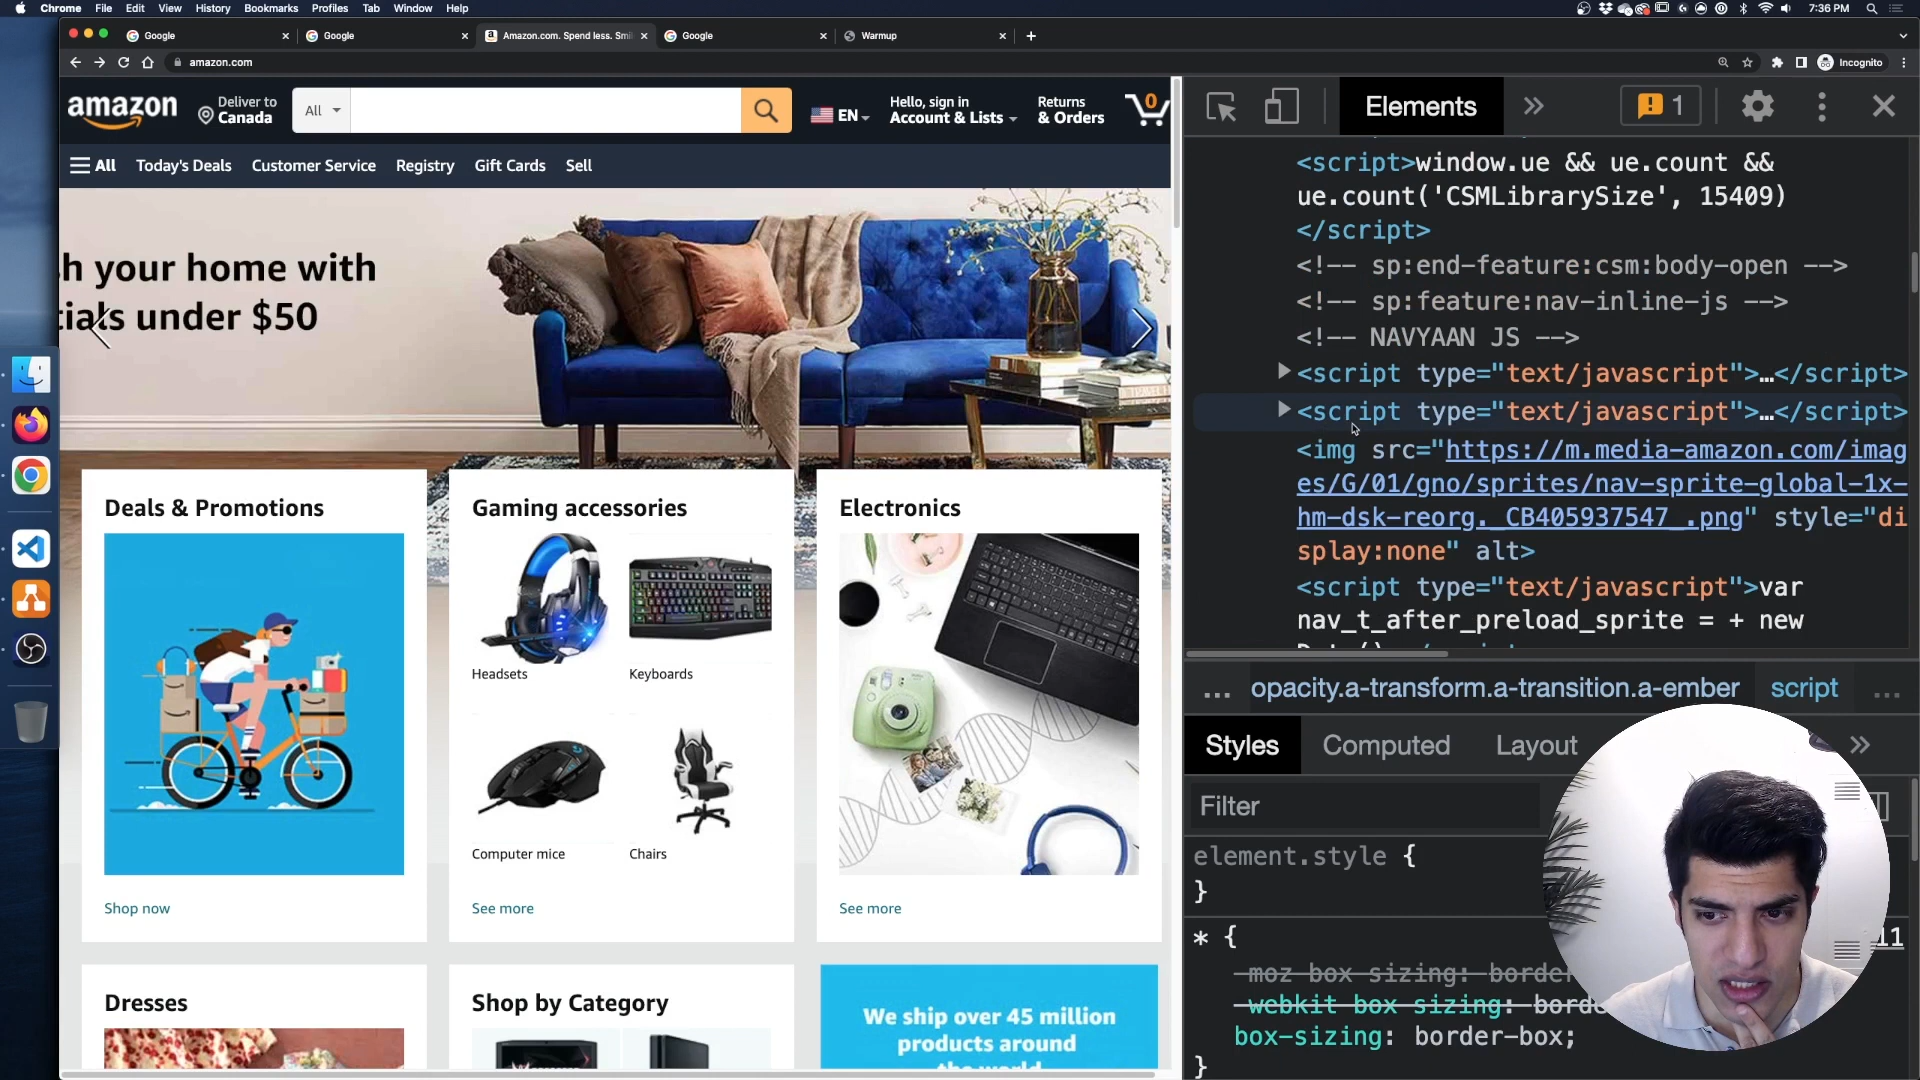 Chrome File Edit View History Bookmarks Profiles Tab Window Help
7:36 PM
Google
Google
Amazon.com. Spend less. Smi
Google
Warmup
amazon.com
Incognito
amazon
Deliver to
Canada
All
EN
Hello, sign in
Account & Lists
Returns
& Orders
0
All Today's Deals Customer Service Registry Gift Cards Sell
sh your home with
tials under $50
Deals & Promotions
Shop now
Gaming accessories
Headsets
Keyboards
Computer mice
Chairs
See more
Electronics
See more
Dresses
Shop by Category
We ship over 45 million
products around
the world
Elements
1
<script>window.ue && ue.count &&
ue.count('CSMLibrarySize', 15409)
</script>
<!-- sp:end-feature:csm:body-open -->
<!-- sp:feature:nav-inline-js -->
<!-- NAVYAAN JS -->
<script type="text/javascript">…</script>
<script type="text/javascript">…</script>
<img src="https://m.media-amazon.com/imag
es/G/01/gno/sprites/nav-sprite-global-1x-
hm-dsk-reorg._CB405937547_.png" style="di
splay:none" alt>
<script type="text/javascript">var
nav_t_after_preload_sprite = + new
… opacity.a-transform.a-transition.a-ember script …
Styles Computed Layout
Filter
element.style {
}
* {
11
-moz-box-sizing: border
-webkit-box-sizing: borde
box-sizing: border-box;
}